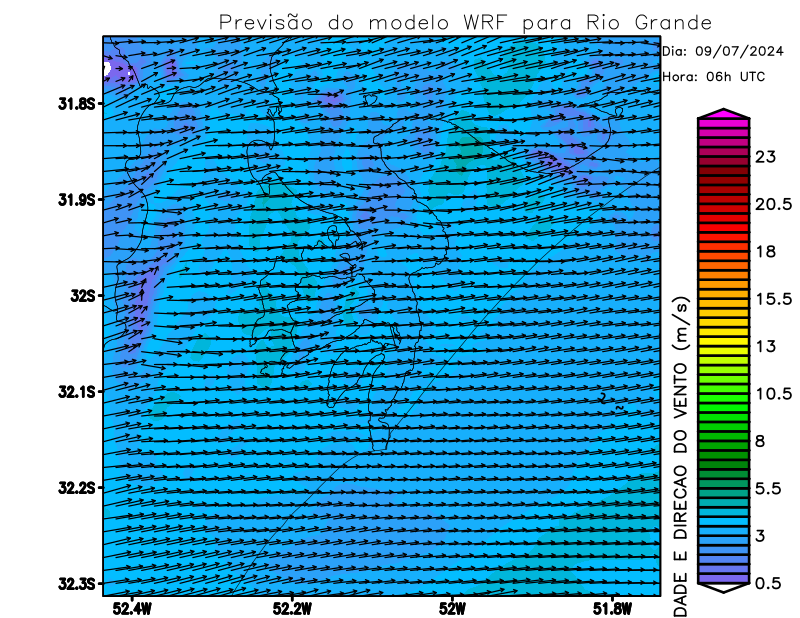 Previsão do modelo WRF para Rio Grande
Dia: 09/07/2024
Hora: 06h UTC
31.8S
31.9S
32S
32.1S
32.2S
32.3S
52.4W
52.2W
52W
51.8W
23
20.5
18
15.5
13
10.5
8
5.5
3
0.5
DADE E DIRECAO DO VENTO (m/s)